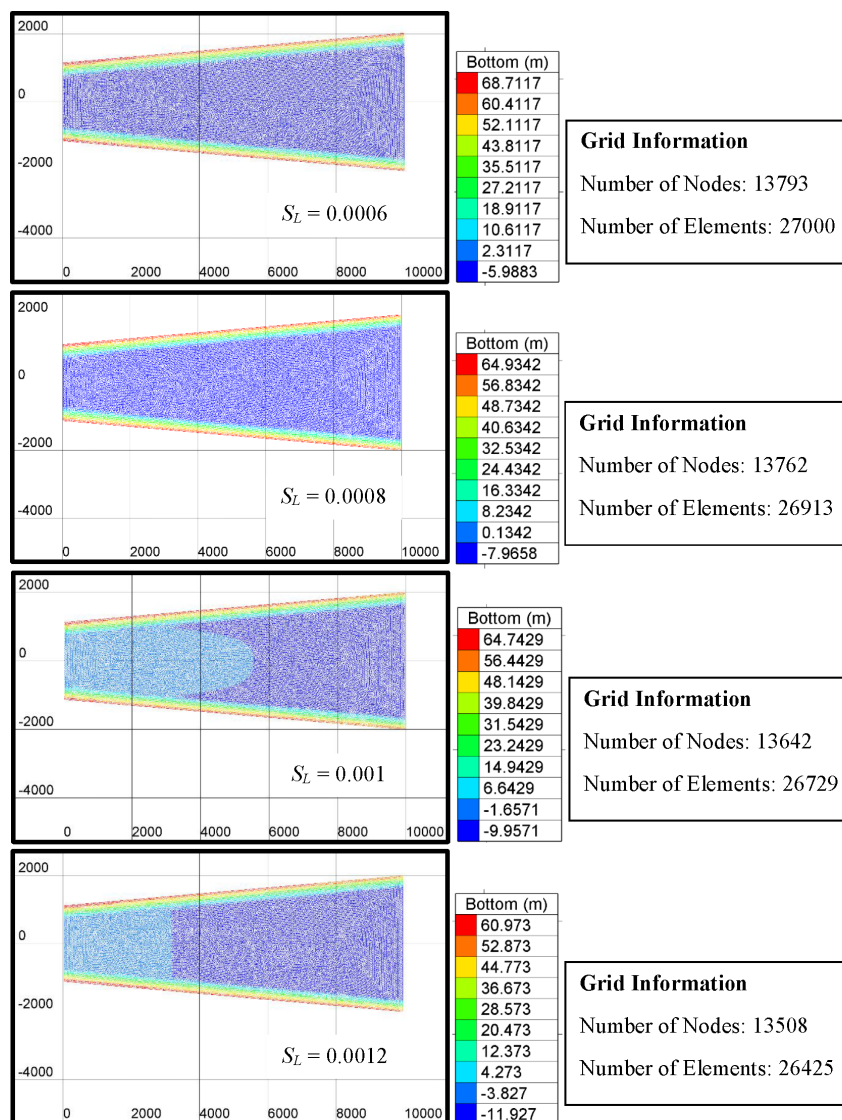 2000
0
-2000
-4000
0 2000 4000 6000 8000 10000
S_L = 0.0006
Bottom (m)
68.7117
60.4117
52.1117
43.8117
35.5117
27.2117
18.9117
10.6117
2.3117
-5.9883
Grid Information
Number of Nodes: 13793
Number of Elements: 27000
2000
0
-2000
-4000
0 2000 4000 6000 8000 10000
S_L = 0.0008
Bottom (m)
64.9342
56.8342
48.7342
40.6342
32.5342
24.4342
16.3342
8.2342
0.1342
-7.9658
Grid Information
Number of Nodes: 13762
Number of Elements: 26913
2000
0
-2000
-4000
0 2000 4000 6000 8000 10000
S_L = 0.001
Bottom (m)
64.7429
56.4429
48.1429
39.8429
31.5429
23.2429
14.9429
6.6429
-1.6571
-9.9571
Grid Information
Number of Nodes: 13642
Number of Elements: 26729
2000
0
-2000
-4000
0 2000 4000 6000 8000 10000
S_L = 0.0012
Bottom (m)
60.973
52.873
44.773
36.673
28.573
20.473
12.373
4.273
-3.827
-11.927
Grid Information
Number of Nodes: 13508
Number of Elements: 26425